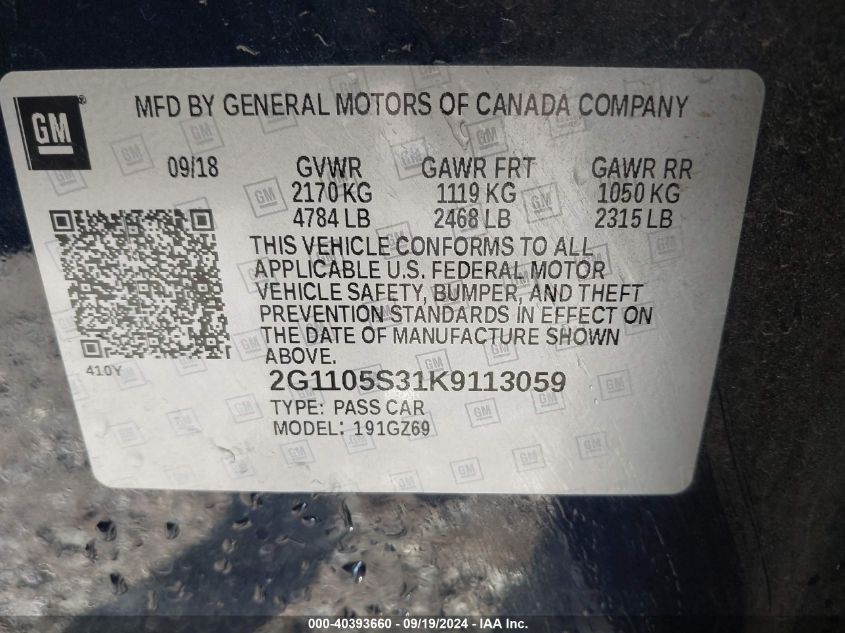 MFD BY GENERAL MOTORS OF CANADA COMPANY
GM®
09/18 GVWR GAWR FRT GAWR RR
2170 KG 1119 KG 1050 KG
4784 LB 2468 LB 2315 LB
THIS VEHICLE CONFORMS TO ALL
APPLICABLE U.S. FEDERAL MOTOR
VEHICLE SAFETY, BUMPER, AND THEFT
PREVENTION STANDARDS IN EFFECT ON
THE DATE OF MANUFACTURE SHOWN
ABOVE.
410Y
2G1105S31K9113059
TYPE: PASS CAR
MODEL: 191GZ69
000-40393660 - 09/19/2024 - IAA Inc.